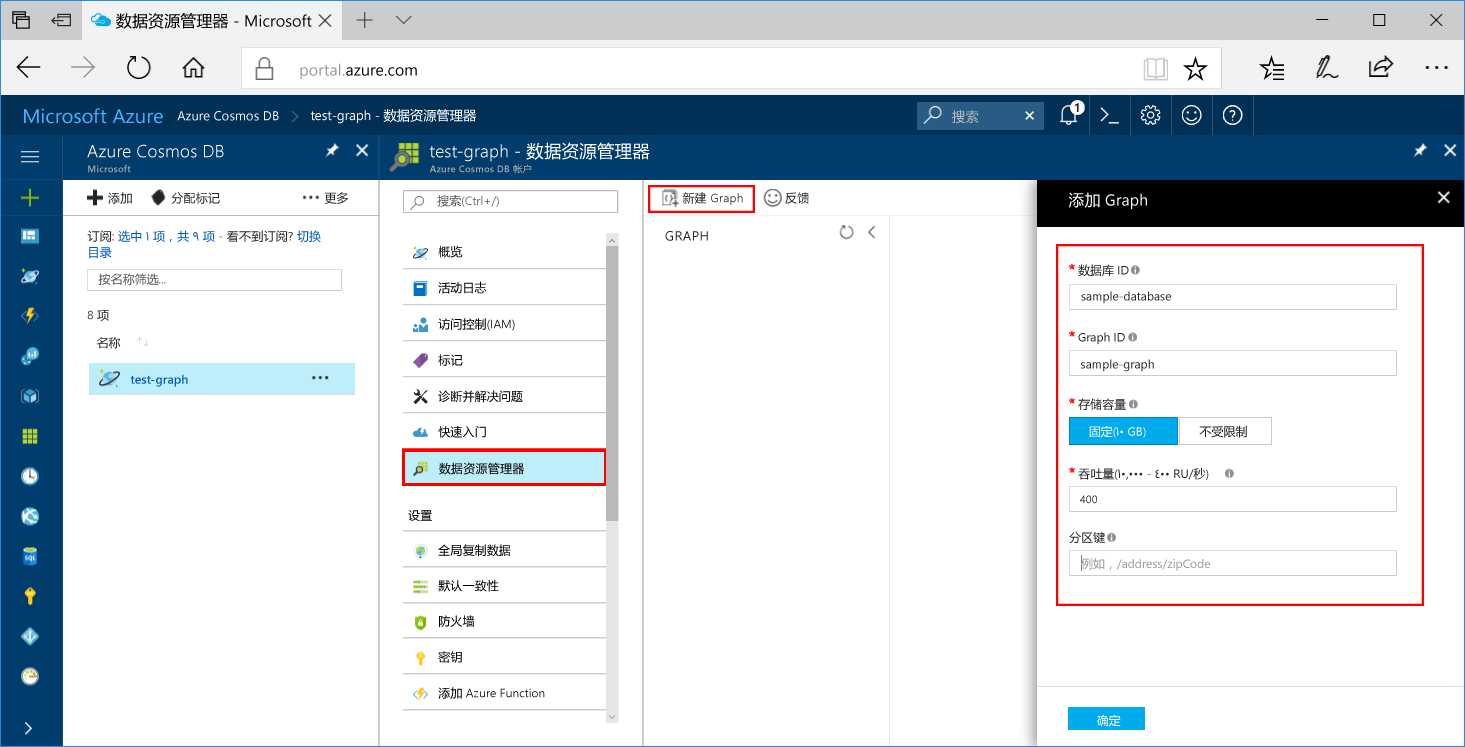 数据资源管理器 - Microsoft
portal.azure.com
Microsoft Azure Azure Cosmos DB > test-graph - 数据资源管理器
搜索
1
Azure Cosmos DB
Microsoft
添加 分配标记 ··· 更多
订阅: 选中 ١ 项，共 ٩ 项 - 看不到订阅? 切换
目录
按名称筛选...
8 项
名称
test-graph ···
test-graph - 数据资源管理器
Azure Cosmos DB 帐户
搜索(Ctrl+/)
概览
活动日志
访问控制(IAM)
标记
诊断并解决问题
快速入门
数据资源管理器
设置
全局复制数据
默认一致性
防火墙
密钥
添加 Azure Function
新建 Graph 反馈
GRAPH
添加 Graph
* 数据库 ID
sample-database
* Graph ID
sample-graph
* 存储容量
固定(١٠ GB) 不受限制
* 吞吐量(١٠,٠٠٠ - ٤٠٠ RU/秒)
400
分区键
例如，/address/zipCode
确定